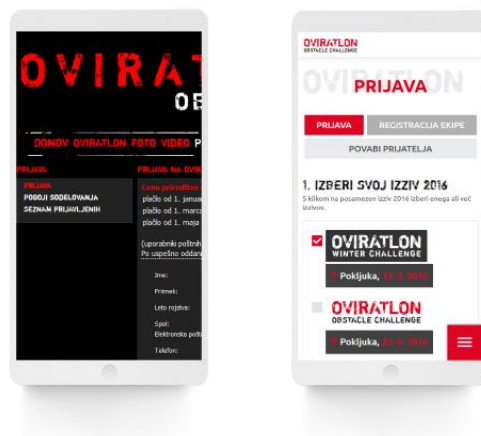 OVIRAT
OB
DOMOV OVIRATLON FOTO VIDEO P
PRIJAVA
PRIJAVA
POGOJI SODELOVANJA
SEZNAM PRIJAVLJENIH
PRIJAVA NA OVIR
Cena prireditve
plačilo od 1. januar
plačilo od 1. marca
plačilo od 1. maja
(uporabniki poštnih
Po uspešno oddani
Ime:
Priimek:
Leto rojstva:
Spol:
Elektronska pošt
Telefon:
OVIRATLON
OBSTACLE CHALLENGE
OVIRATLON
PRIJAVA
PRIJAVA
REGISTRACIJA EKIPE
POVABI PRIJATELJA
1. IZBERI SVOJ IZZIV 2016
S klikom na posamezen izziv 2016 izberi enega ali več
izzivov.
OVIRATLON
WINTER CHALLENGE
Pokljuka,
OVIRATLON
OBSTACLE CHALLENGE
Pokljuka,